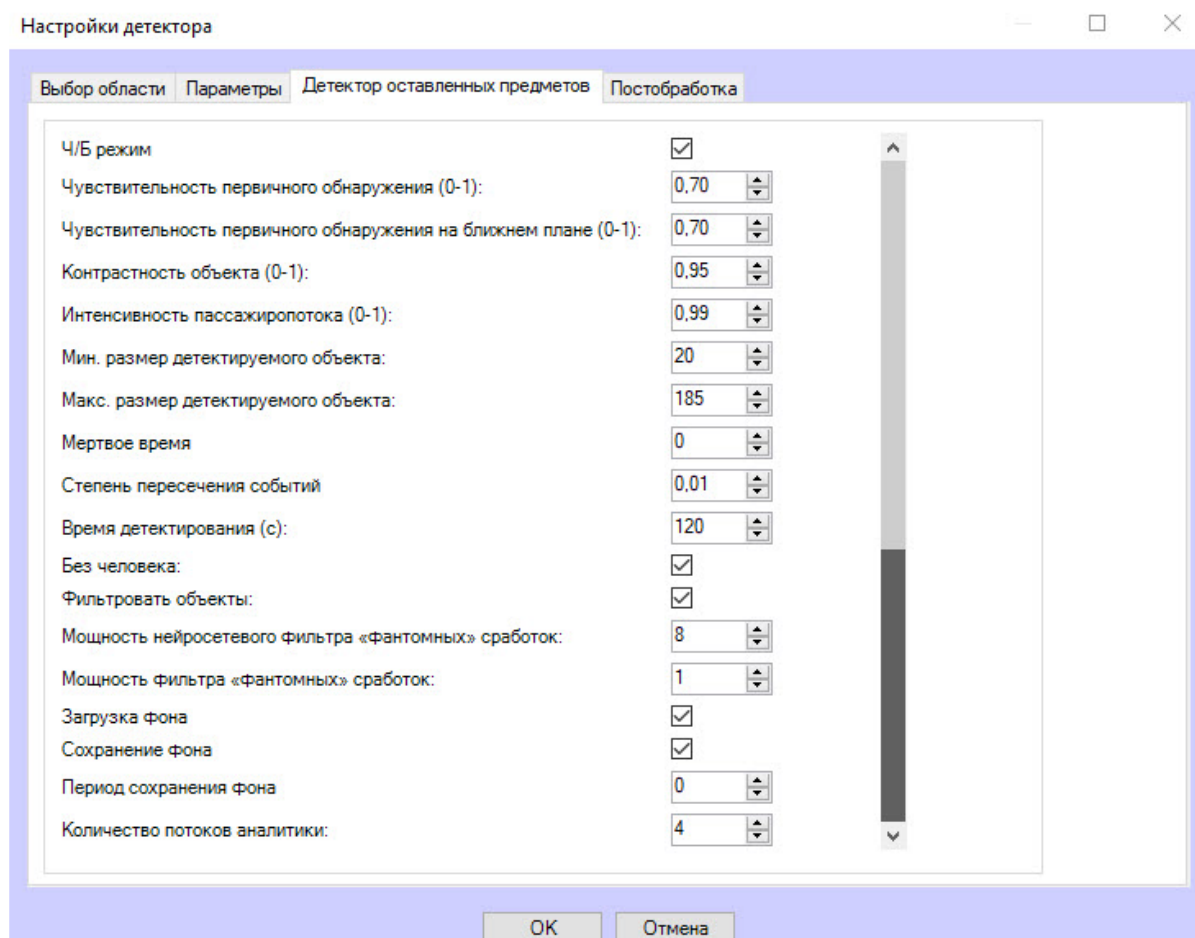 Настройки детектора
Выбор области Параметры Детектор оставленных предметов Постобработка
Ч/Б режим
Чувствительность первичного обнаружения (0-1): 0,70
Чувствительность первичного обнаружения на ближнем плане (0-1): 0,70
Контрастность объекта (0-1): 0,95
Интенсивность пассажиропотока (0-1): 0,99
Мин. размер детектируемого объекта: 20
Макс. размер детектируемого объекта: 185
Мертвое время 0
Степень пересечения событий 0,01
Время детектирования (с): 120
Без человека:
Фильтровать объекты:
Мощность нейросетевого фильтра «фантомных» сработок: 8
Мощность фильтра «фантомных» сработок: 1
Загрузка фона
Сохранение фона
Период сохранения фона 0
Количество потоков аналитики: 4
OK Отмена